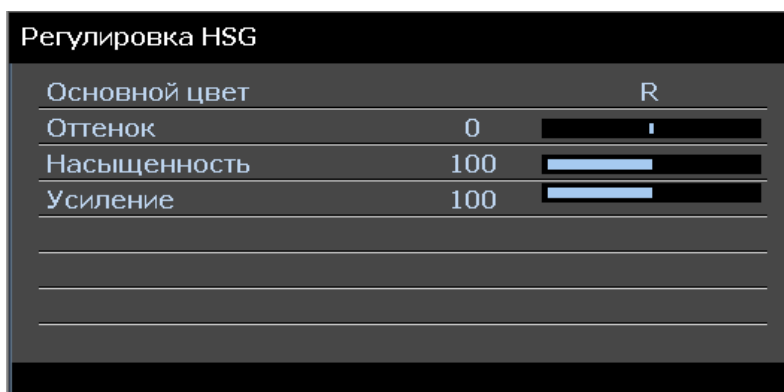 Регулировка HSG
Основной цвет R
Оттенок 0
Насыщенность 100
Усиление 100